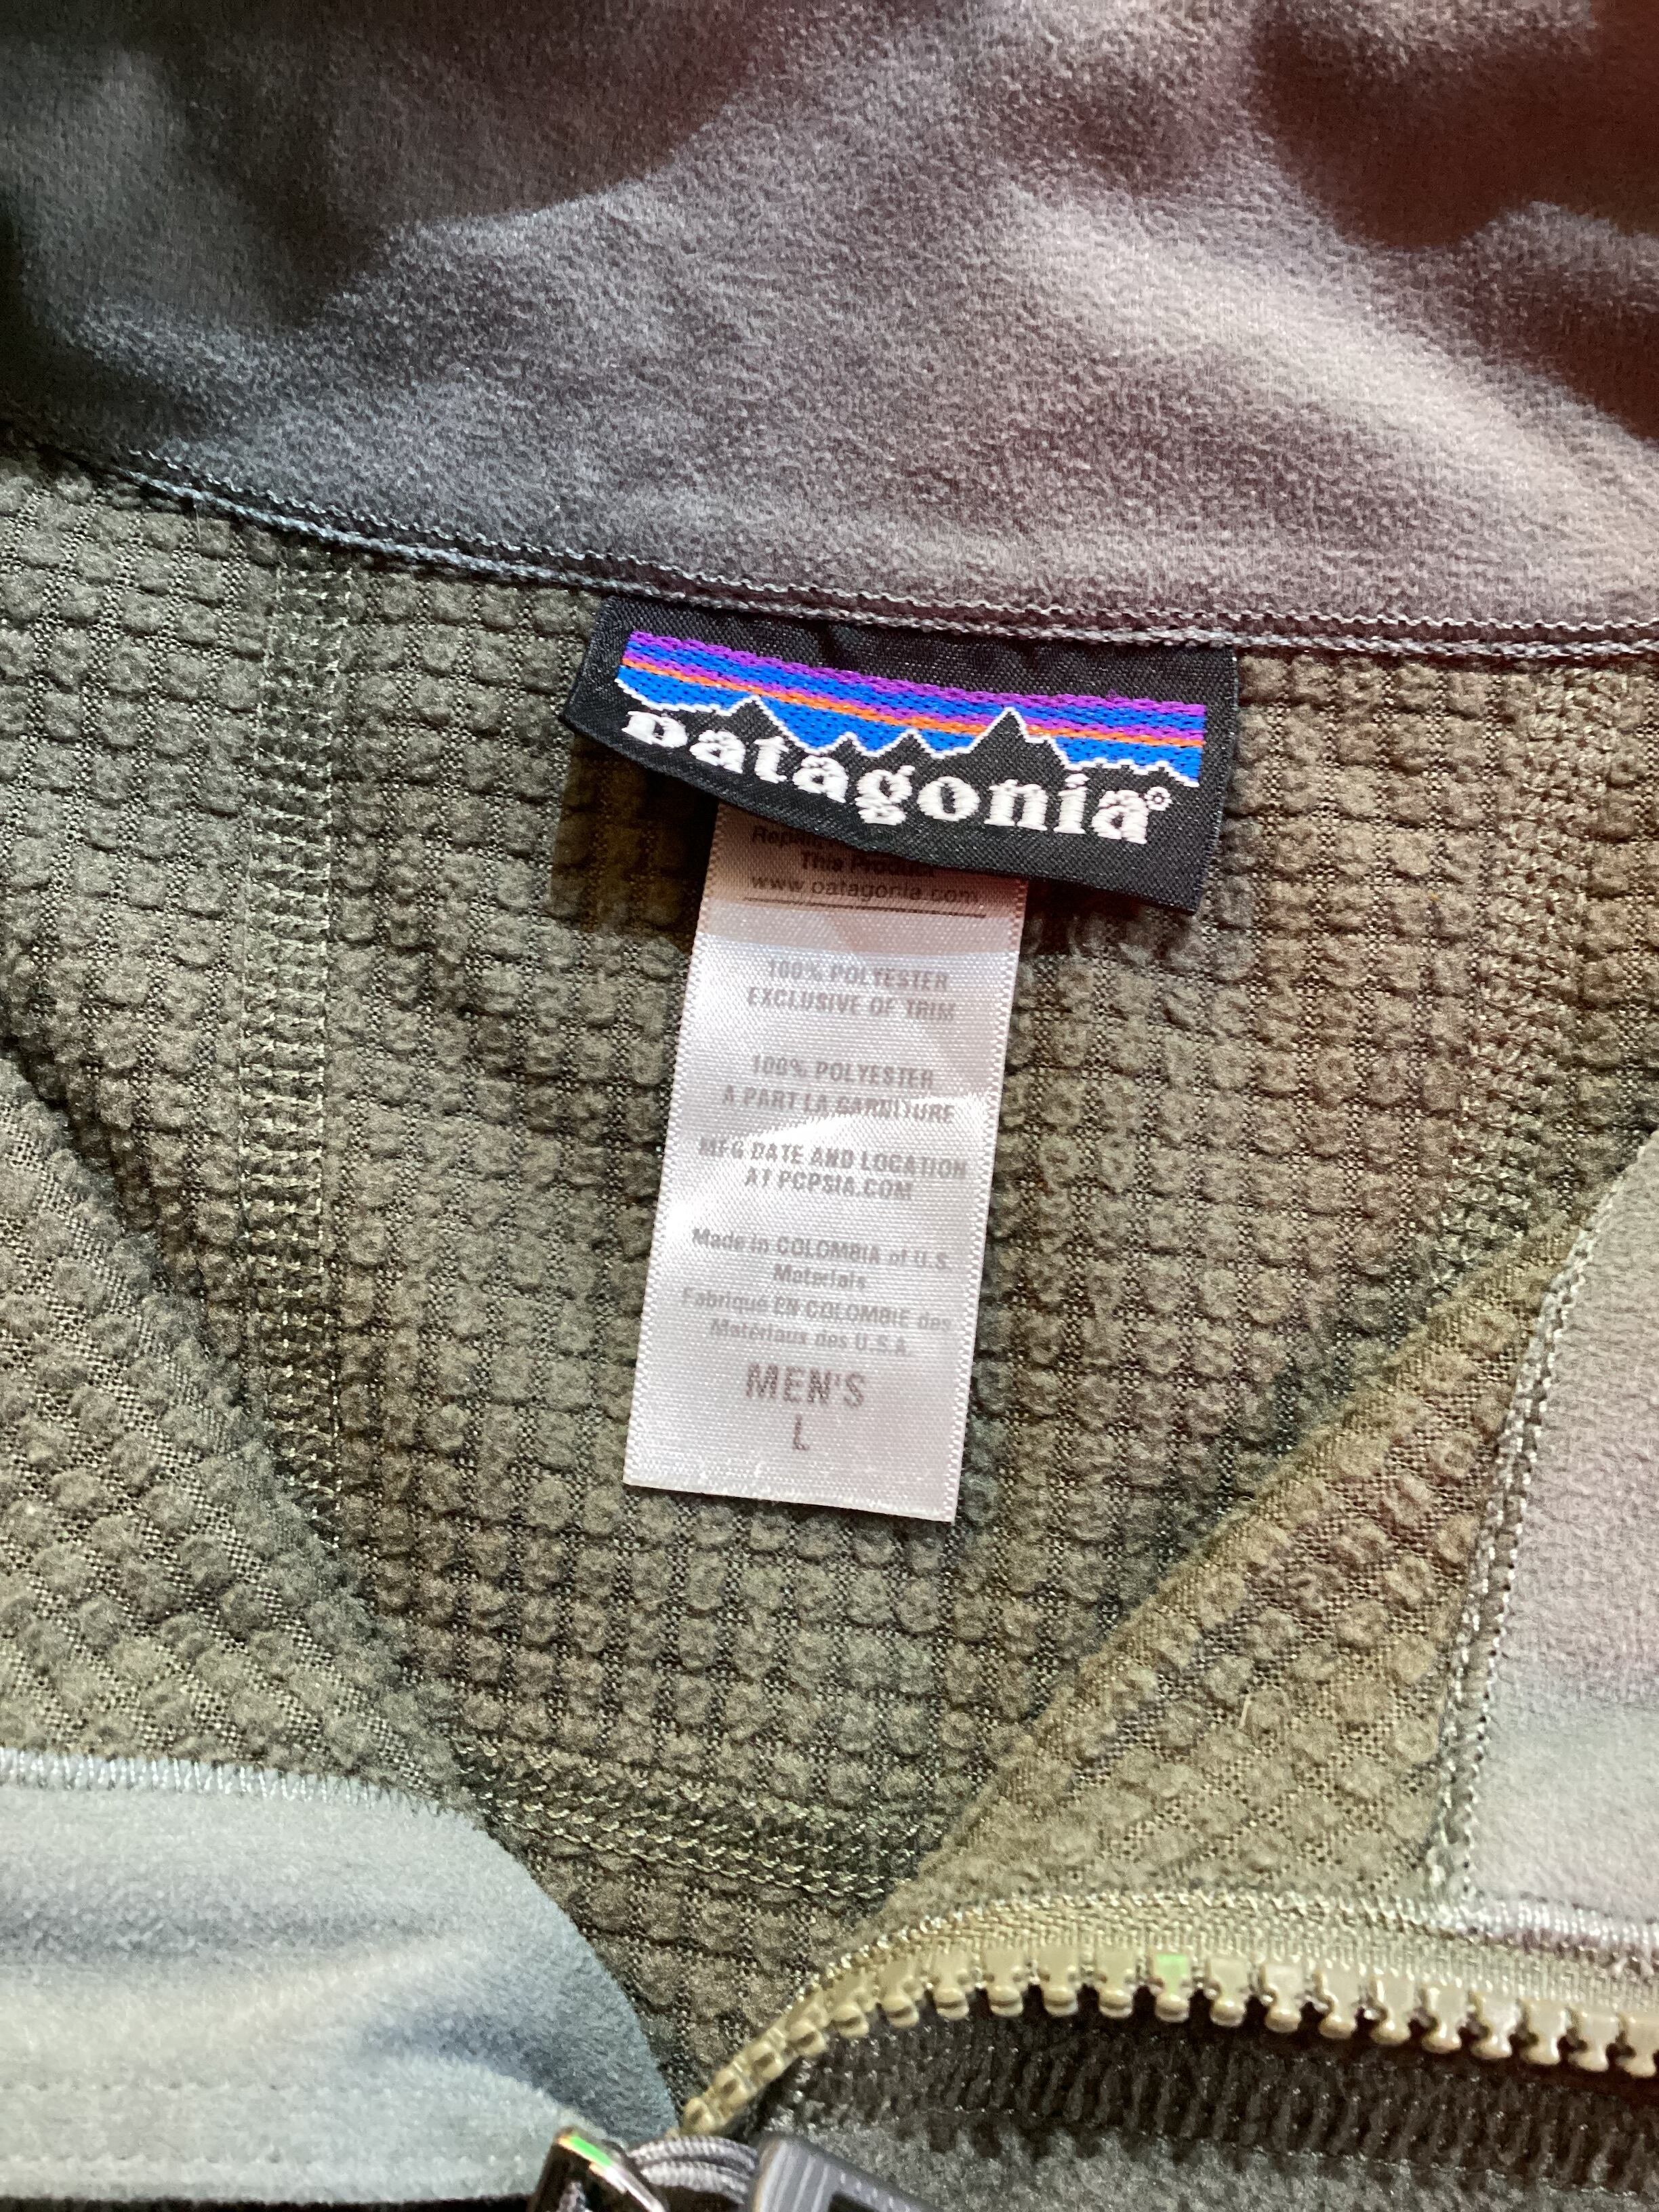 patagonia®
This Product
www.patagonia.com
100% POLYESTER
EXCLUSIVE OF TRIM
100% POLYESTER
A PART LA GARNITURE
MFG DATE AND LOCATION
AT PCPSIA.COM
Made in COLOMBIA of U.S.
Materials
Fabriqué EN COLOMBIE des
Matériaux des U.S.A.
MEN'S
L